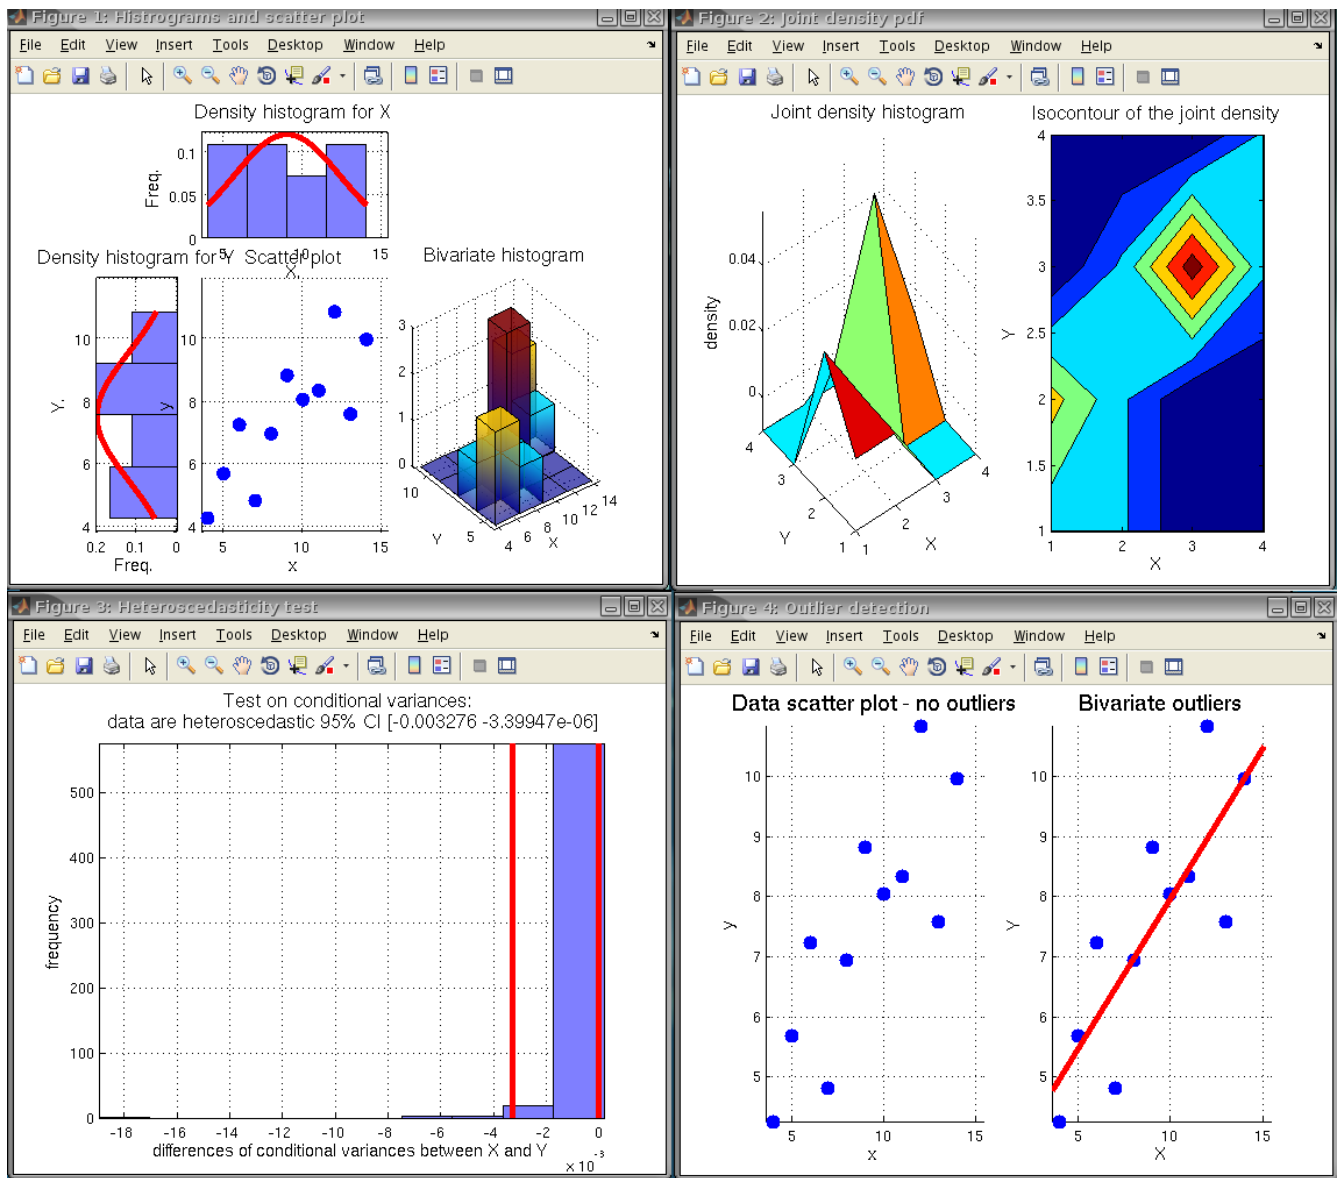 Figure 1: Histrograms and scatter plot
File Edit View Insert Tools Desktop Window Help
Density histogram for X
Freq.
0.1
0.05
0
5 10 15
X.
Density histogram for Y
Y.
10
8
6
4
0.2 0.1 0
Freq.
Scatter plot
y
10
8
6
4
5 10 15
x
Bivariate histogram
3
2
1
0
10
5
Y
4 6 8 10 12 14
X
Figure 2: Joint density pdf
File Edit View Insert Tools Desktop Window Help
Joint density histogram
density
0.04
0.02
0
4
3
2
1
Y
1
2
3
4
X
Isocontour of the joint density
Y
4
3.5
3
2.5
2
1.5
1
1 2 3 4
X
Figure 3: Heteroscedasticity test
File Edit View Insert Tools Desktop Window Help
Test on conditional variances:
data are heteroscedastic 95% CI [-0.003276 -3.39947e-06]
frequency
500
400
300
200
100
0
-18 -16 -14 -12 -10 -8 -6 -4 -2 0
differences of conditional variances between X and Y
x 10⁻³
Figure 4: Outlier detection
File Edit View Insert Tools Desktop Window Help
Data scatter plot - no outliers
y
10
9
8
7
6
5
5 10 15
x
Bivariate outliers
Y
10
9
8
7
6
5
5 10 15
X